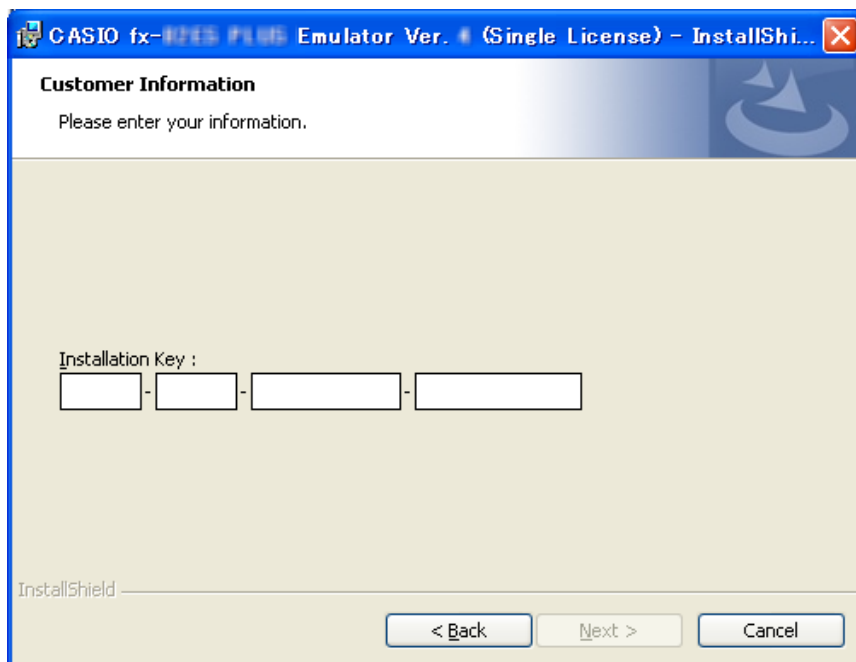 CASIO fx- Emulator Ver. (Single License) - InstallShi...
Customer Information
Please enter your information.
Installation Key :
- - -
InstallShield
< Back Next > Cancel